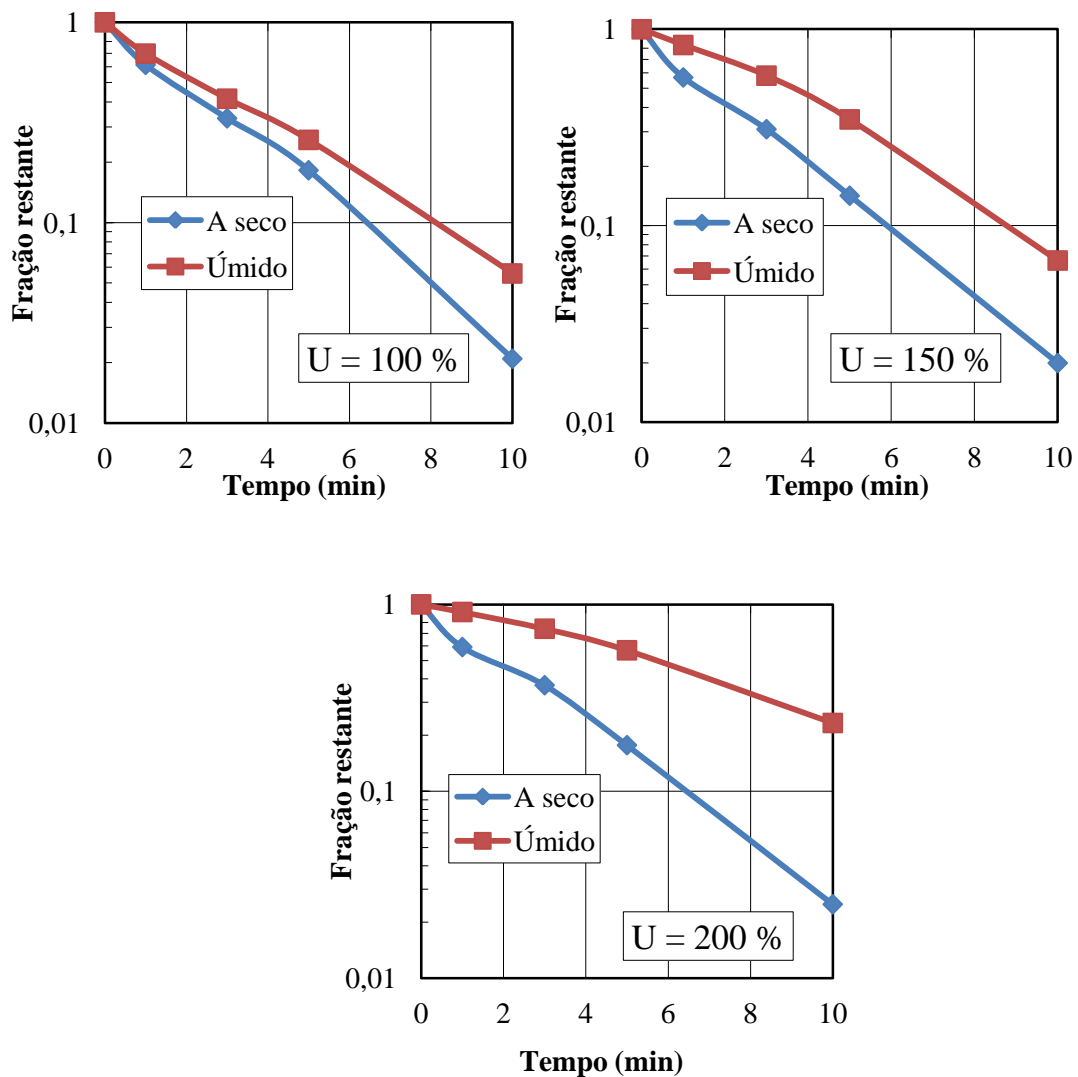 1
0,1
0,01
Fração restante
A seco
Úmido
U = 100 %
0 2 4 6 8 10
Tempo (min)
1
0,1
0,01
Fração restante
A seco
Úmido
U = 150 %
0 2 4 6 8 10
Tempo (min)
1
0,1
0,01
Fração restante
A seco
Úmido
U = 200 %
0 2 4 6 8 10
Tempo (min)